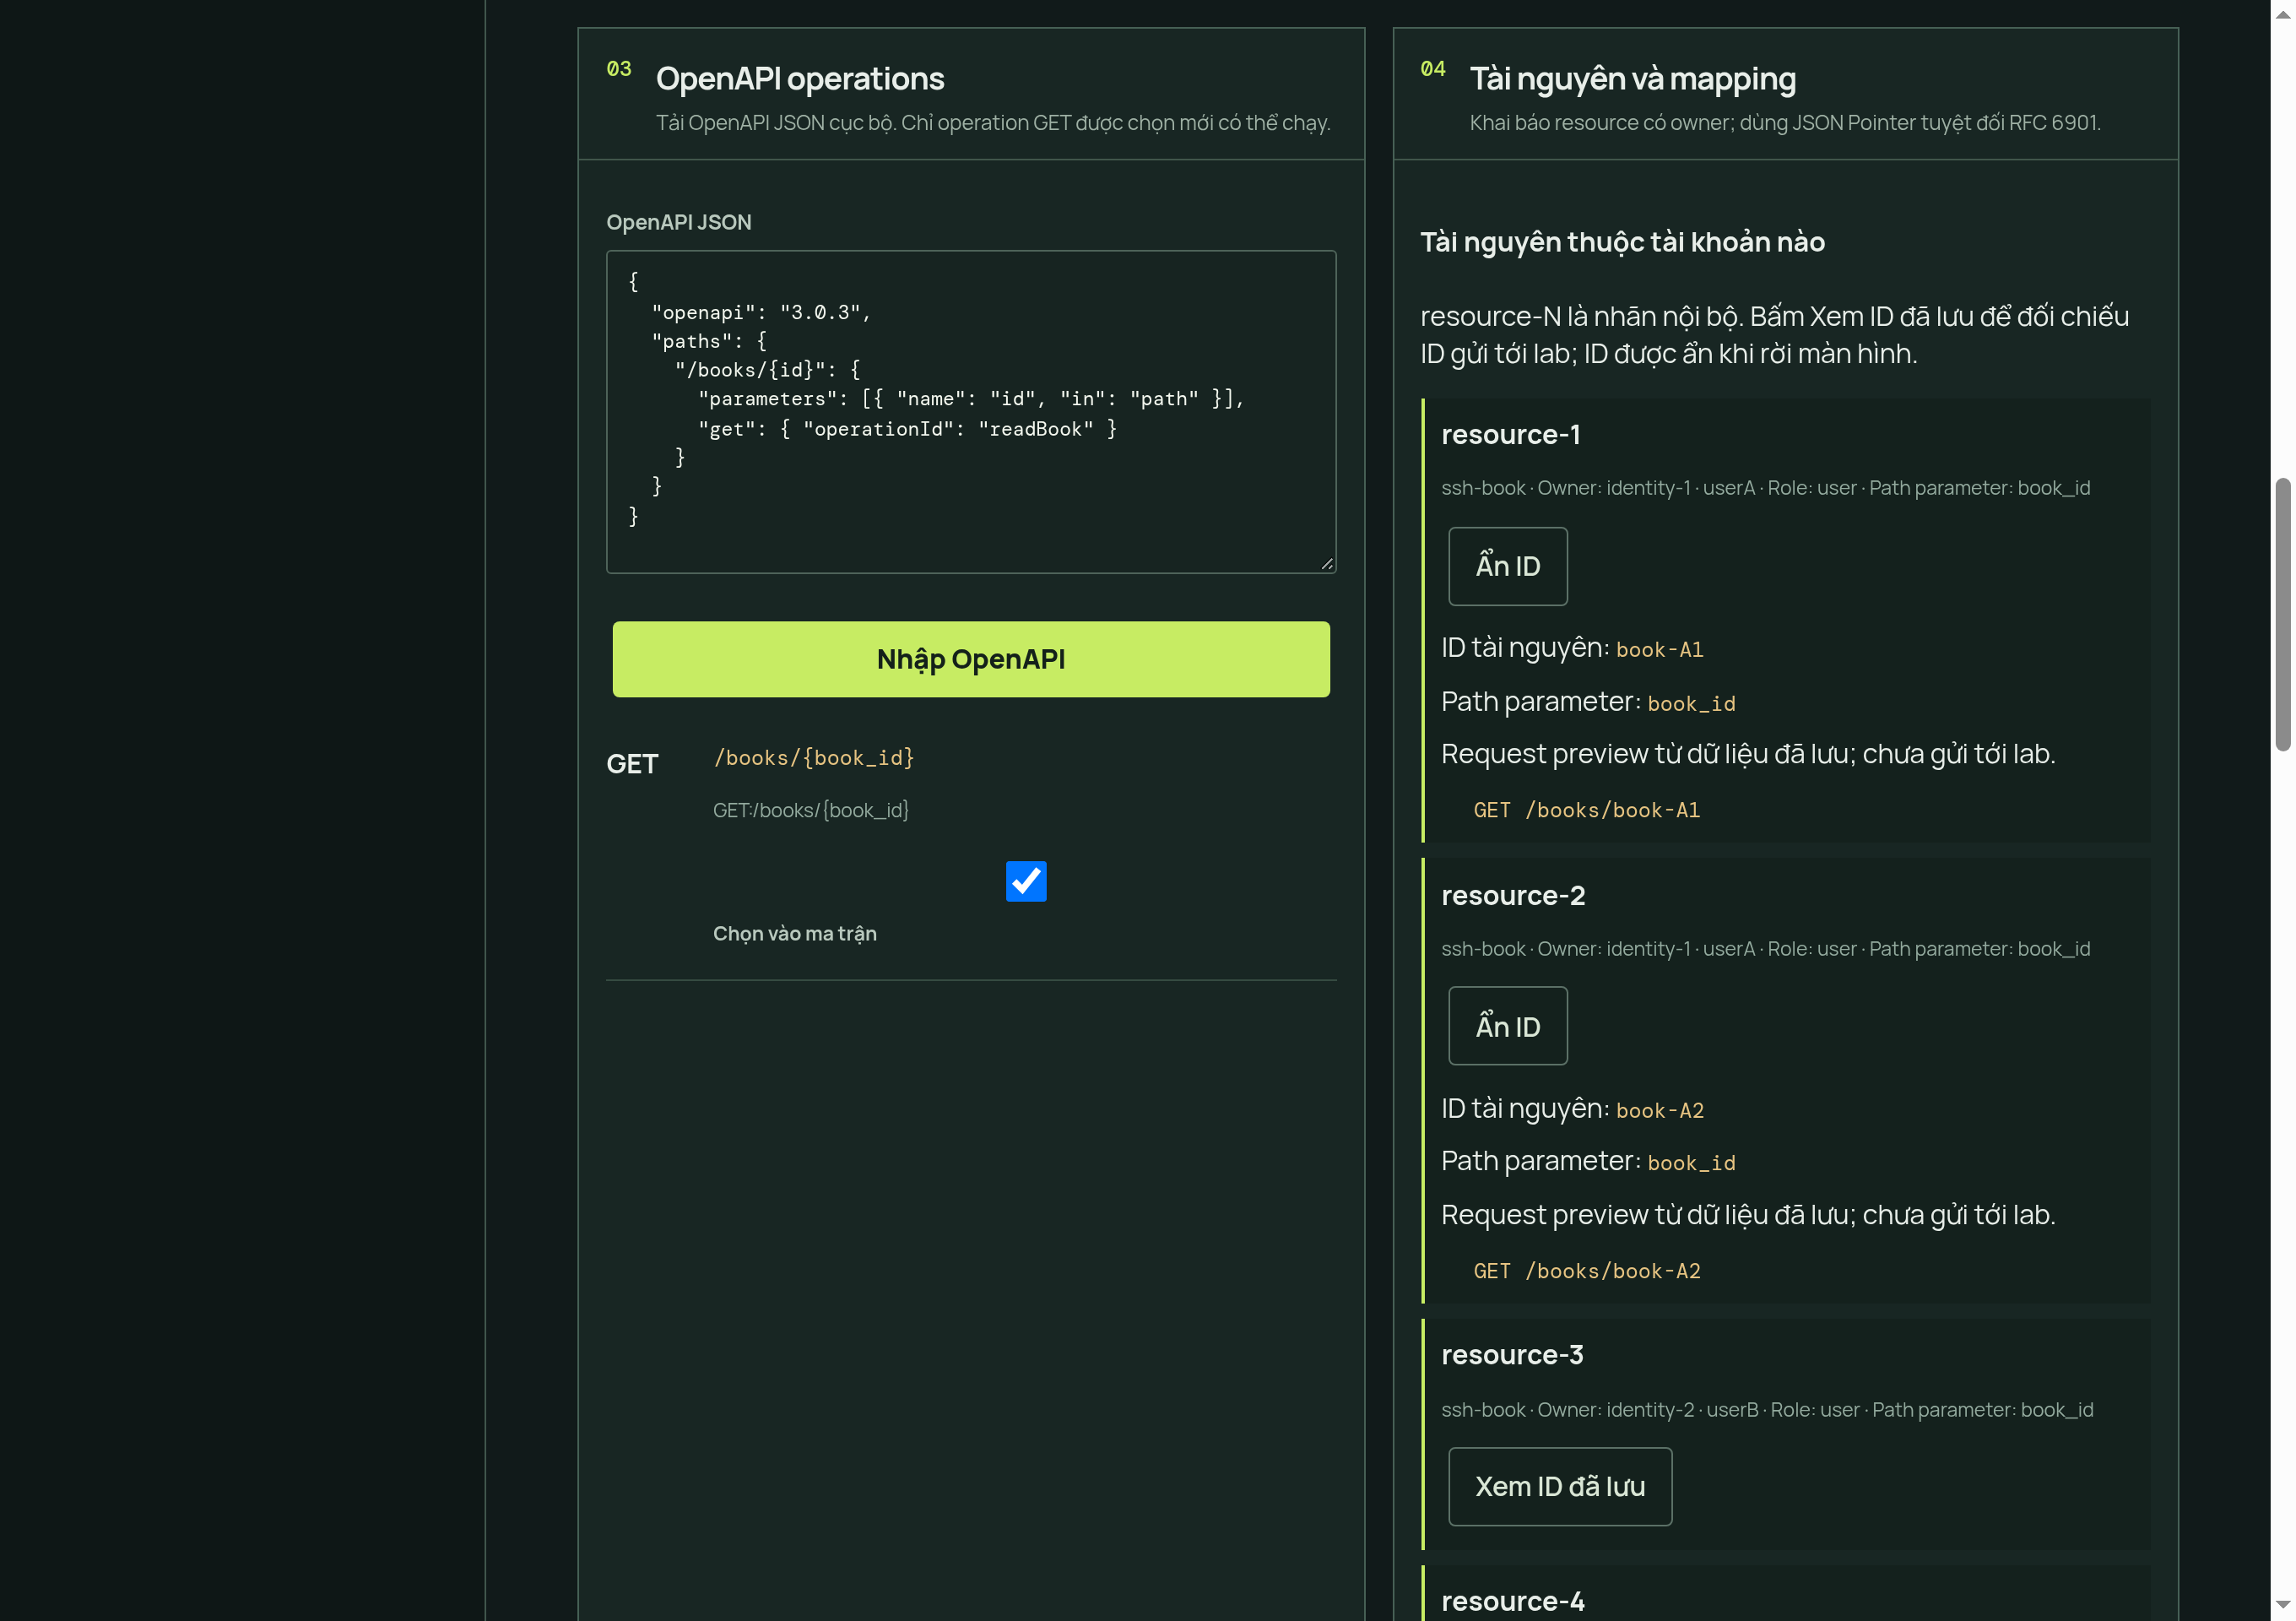 03
OpenAPI operations
Tải OpenAPI JSON cục bộ. Chỉ operation GET được chọn mới có thể chạy.
OpenAPI JSON
{
  "openapi": "3.0.3",
  "paths": {
    "/books/{id}": {
      "parameters": [{ "name": "id", "in": "path" }],
      "get": { "operationId": "readBook" }
    }
  }
}
Nhập OpenAPI
GET
/books/{book_id}
GET:/books/{book_id}
Chọn vào ma trận
04
Tài nguyên và mapping
Khai báo resource có owner; dùng JSON Pointer tuyệt đối RFC 6901.
Tài nguyên thuộc tài khoản nào
resource-N là nhãn nội bộ. Bấm Xem ID đã lưu để đối chiếu
ID gửi tới lab; ID được ẩn khi rời màn hình.
resource-1
ssh-book · Owner: identity-1 · userA · Role: user · Path parameter: book_id
Ẩn ID
ID tài nguyên: book-A1
Path parameter: book_id
Request preview từ dữ liệu đã lưu; chưa gửi tới lab.
GET /books/book-A1
resource-2
ssh-book · Owner: identity-1 · userA · Role: user · Path parameter: book_id
Ẩn ID
ID tài nguyên: book-A2
Path parameter: book_id
Request preview từ dữ liệu đã lưu; chưa gửi tới lab.
GET /books/book-A2
resource-3
ssh-book · Owner: identity-2 · userB · Role: user · Path parameter: book_id
Xem ID đã lưu
resource-4